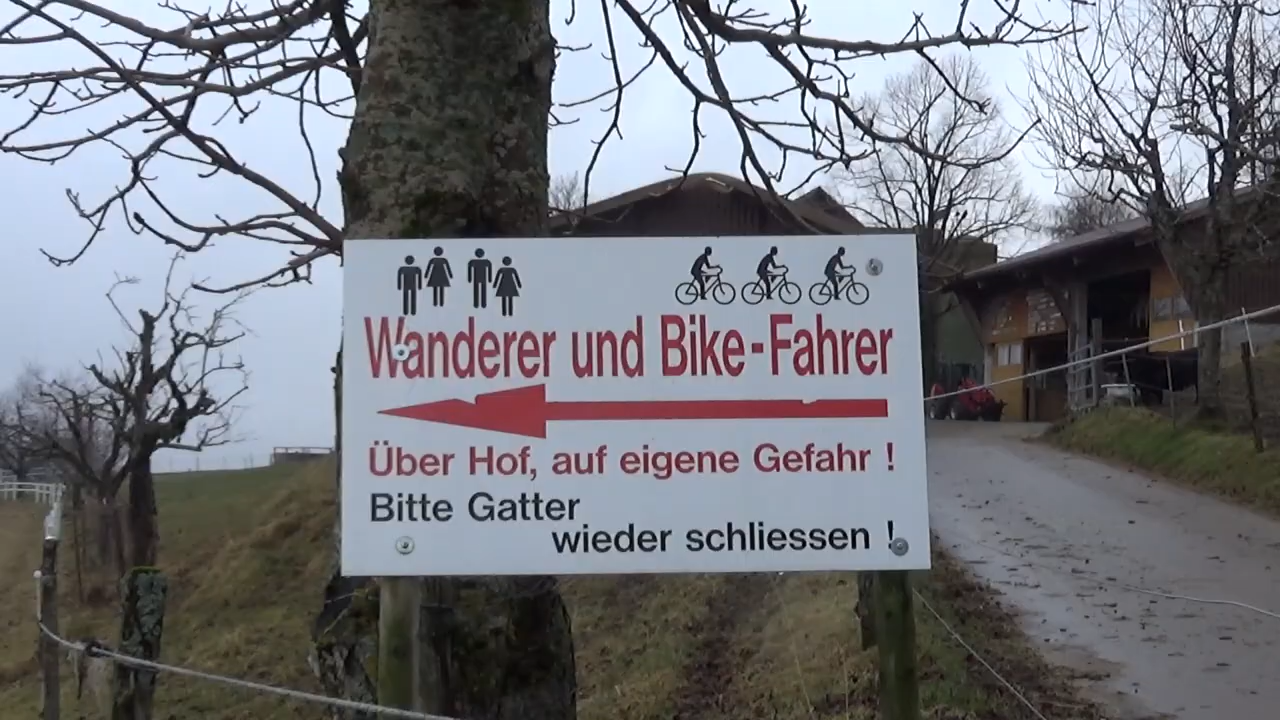 Wanderer und Bike-Fahrer
Über Hof, auf eigene Gefahr !
Bitte Gatter
wieder schliessen !